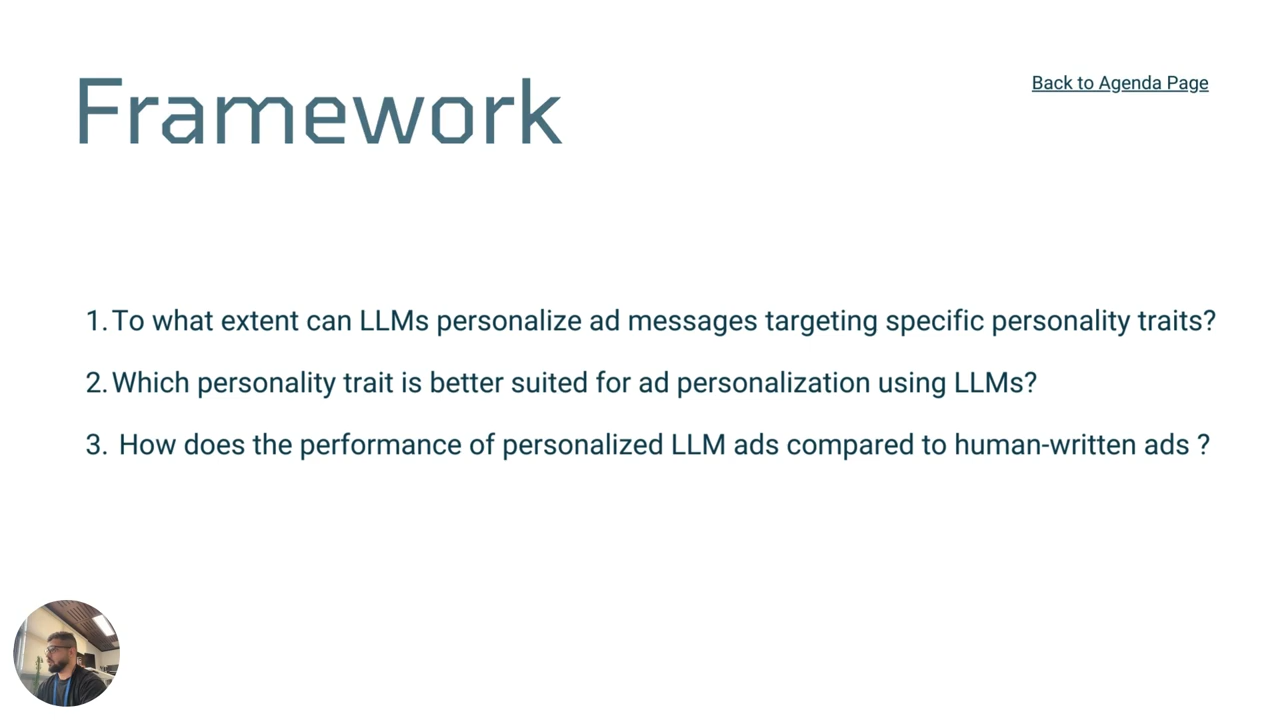 Framework
Back to Agenda Page
1. To what extent can LLMs personalize ad messages targeting specific personality traits?
2. Which personality trait is better suited for ad personalization using LLMs?
3. How does the performance of personalized LLM ads compared to human-written ads ?